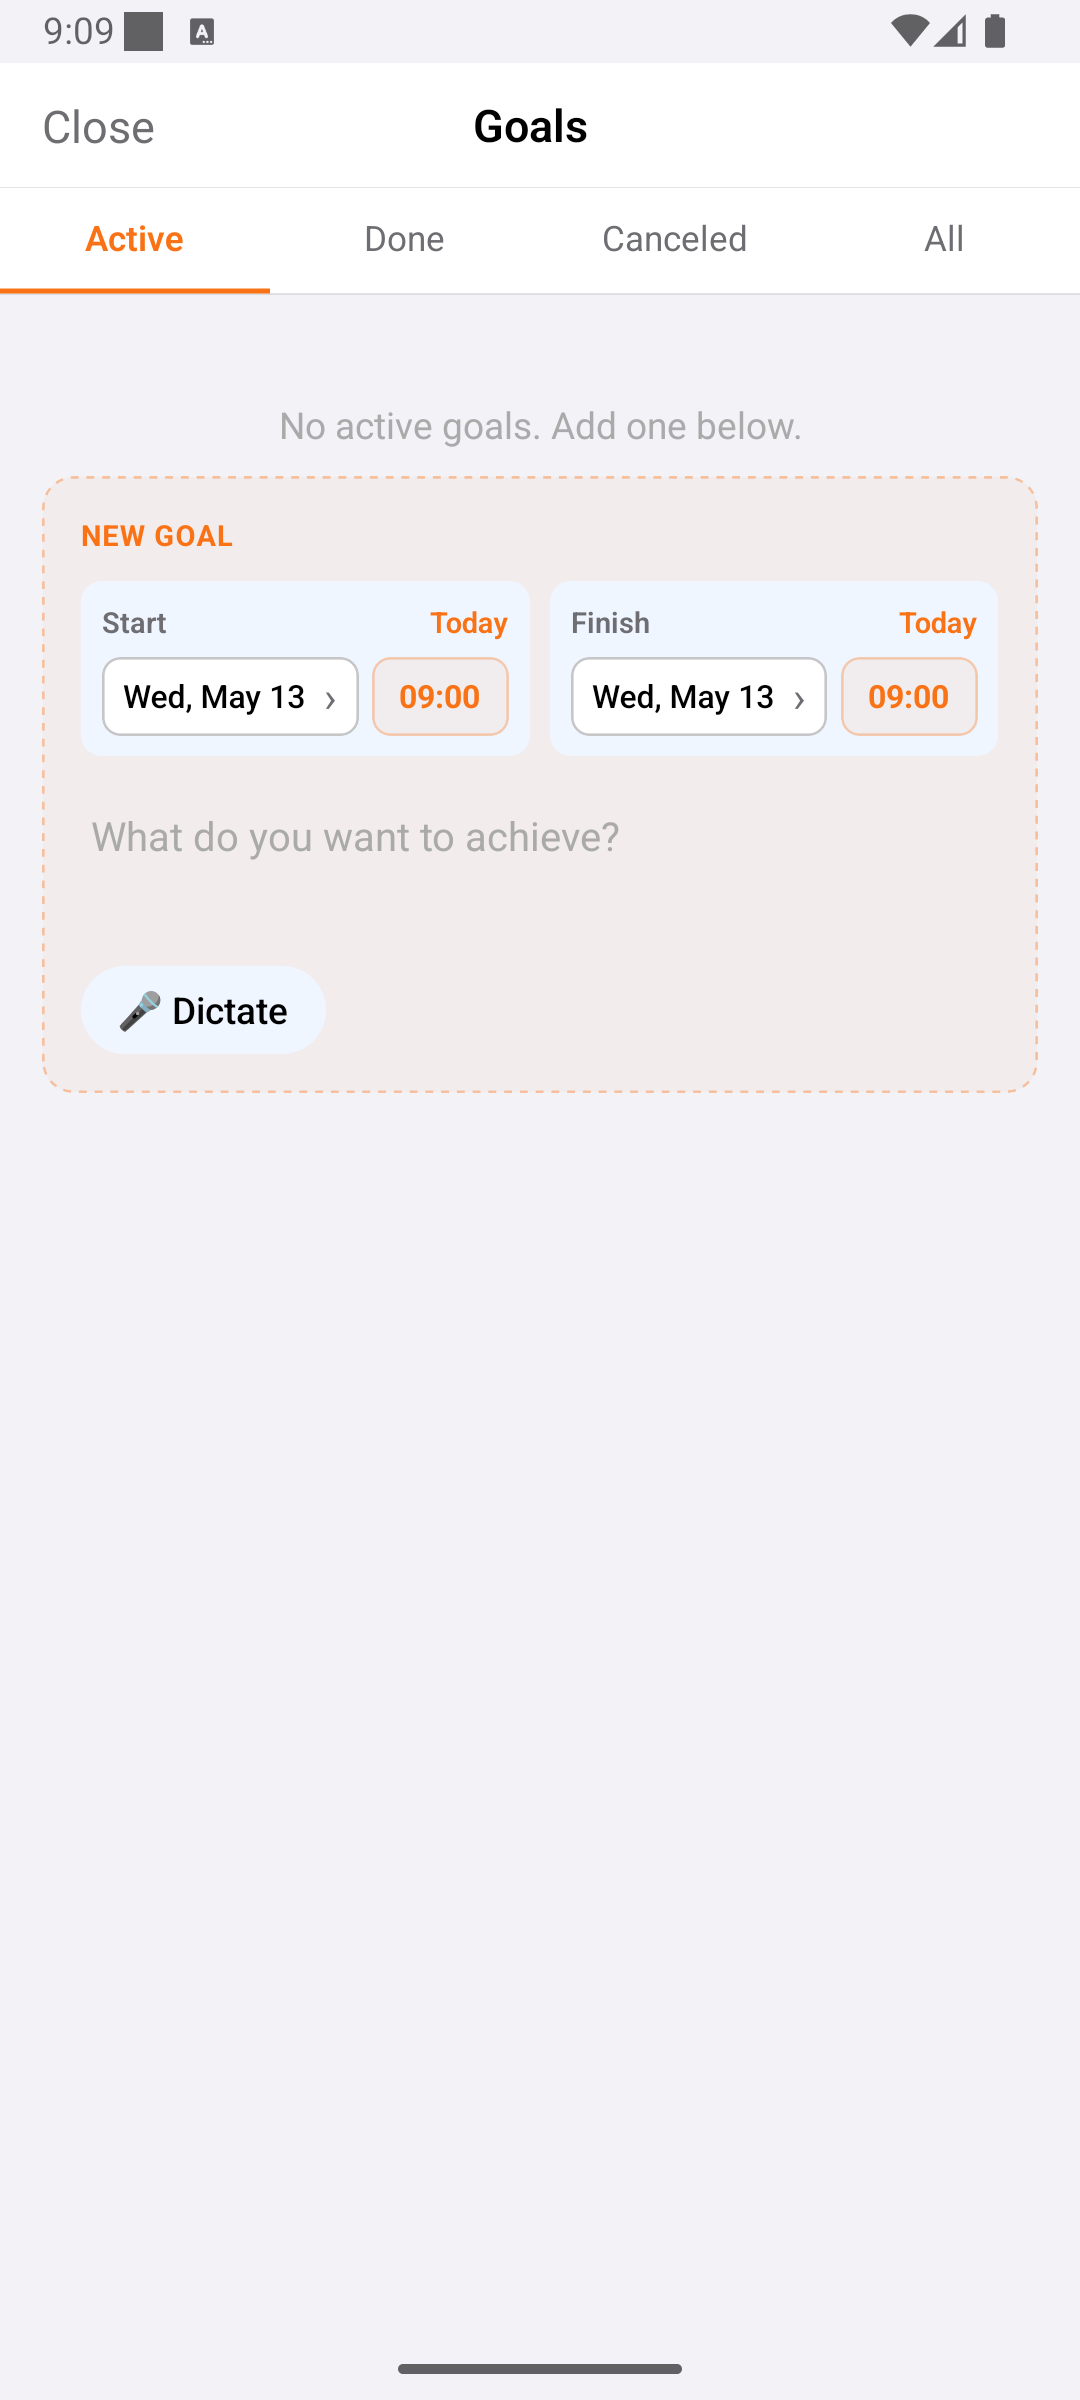 9:09
Close Goals
Active Done Canceled All
No active goals. Add one below.
NEW GOAL
Start Today Finish Today
Wed, May 13 › 09:00 Wed, May 13 › 09:00
What do you want to achieve?
🎤 Dictate